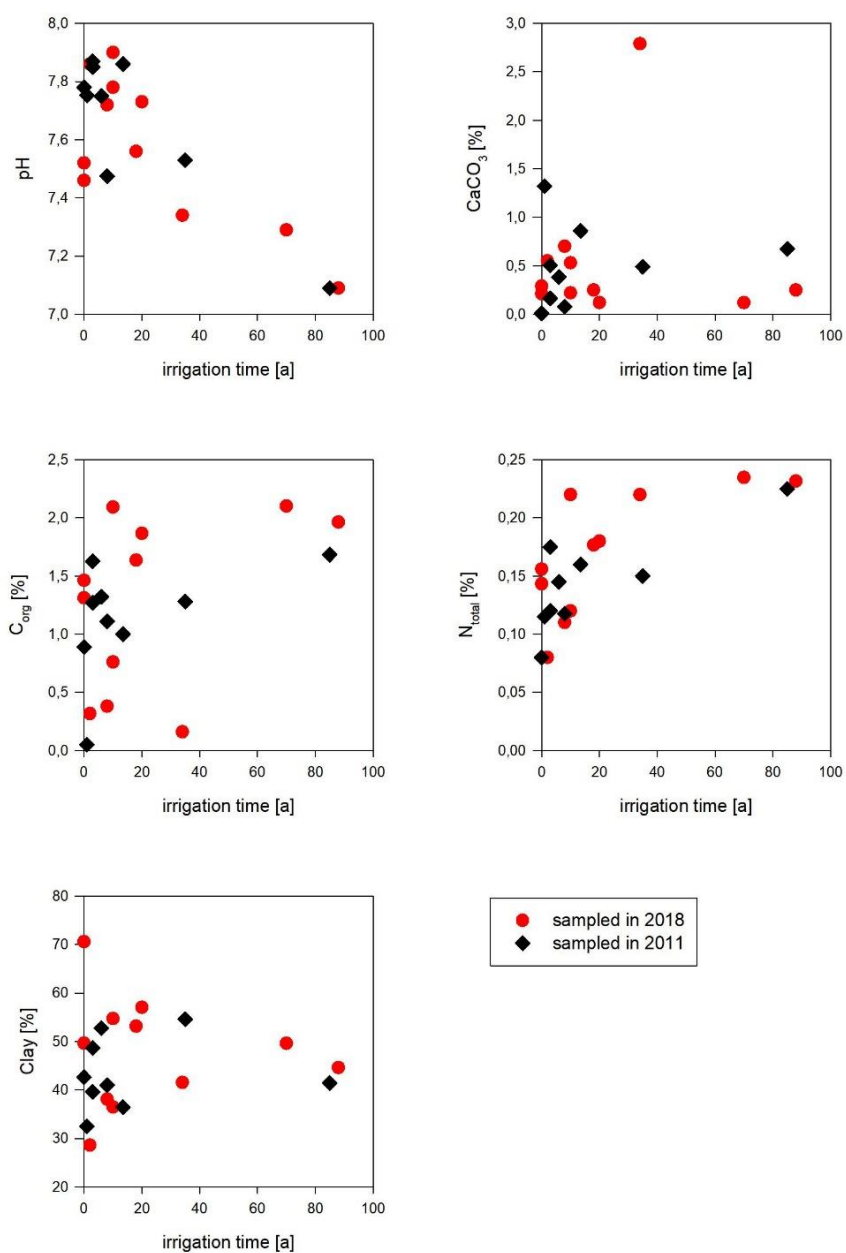 8,0
7,8
7,6
7,4
7,2
7,0
pH
0 20 40 60 80 100
irrigation time [a]
3,0
2,5
2,0
1,5
1,0
0,5
0,0
CaCO3 [%]
0 20 40 60 80 100
irrigation time [a]
2,5
2,0
1,5
1,0
0,5
0,0
Corg [%]
0 20 40 60 80 100
irrigation time [a]
0,25
0,20
0,15
0,10
0,05
0,00
Ntotal [%]
0 20 40 60 80 100
irrigation time [a]
80
70
60
50
40
30
20
Clay [%]
0 20 40 60 80 100
irrigation time [a]
sampled in 2018
sampled in 2011